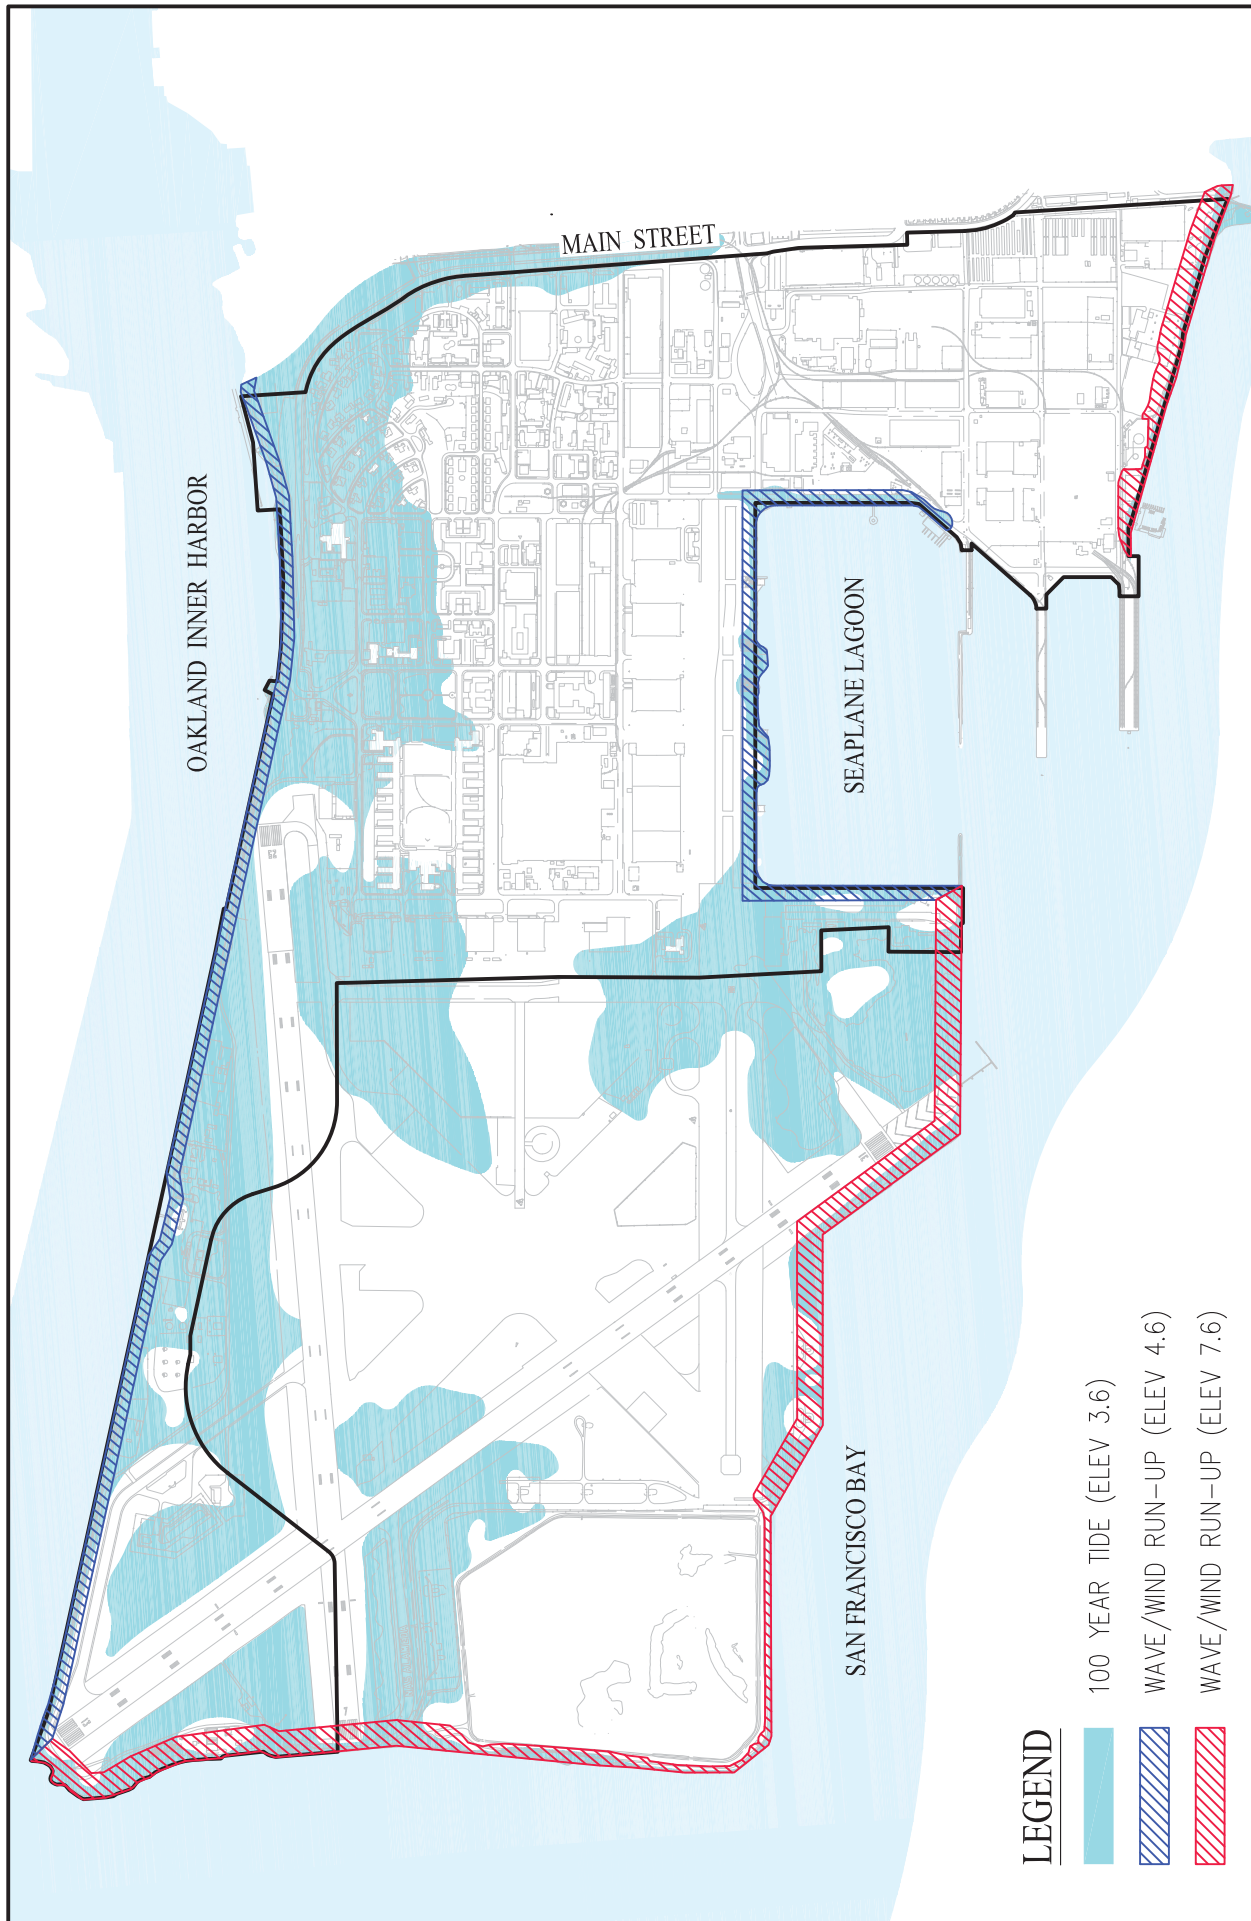 MAIN STREET
OAKLAND INNER HARBOR
SEAPLANE LAGOON
SAN FRANCISCO BAY
LEGEND
100 YEAR TIDE (ELEV 3.6)
WAVE/WIND RUN-UP (ELEV 4.6)
WAVE/WIND RUN-UP (ELEV 7.6)